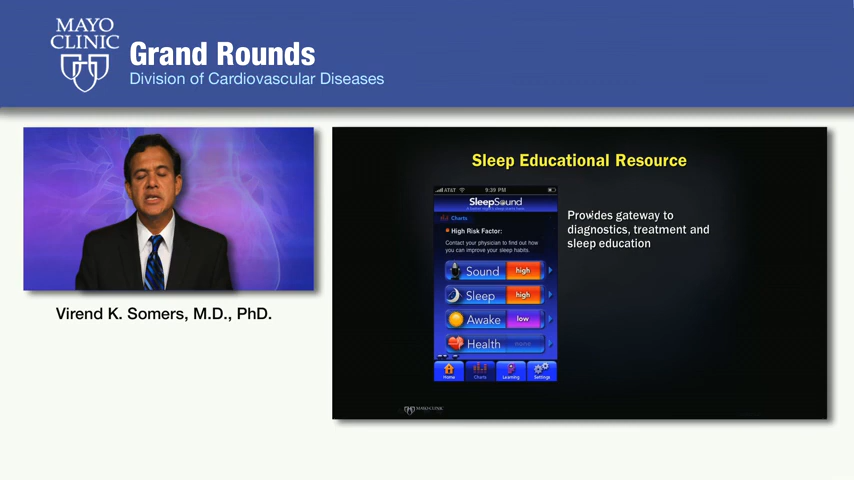 MAYO
CLINIC
Grand Rounds
Division of Cardiovascular Diseases
Virend K. Somers, M.D., PhD.
Sleep Educational Resource
AT&T
9:39 PM
SleepSound
Charts
High Risk Factor:
Contact your physician to find out how
you can improve your sleep habits.
Sound high
Sleep high
Awake low
Health
Home Charts Learning Settings
Provides gateway to
diagnostics, treatment and
sleep education
MAYO CLINIC